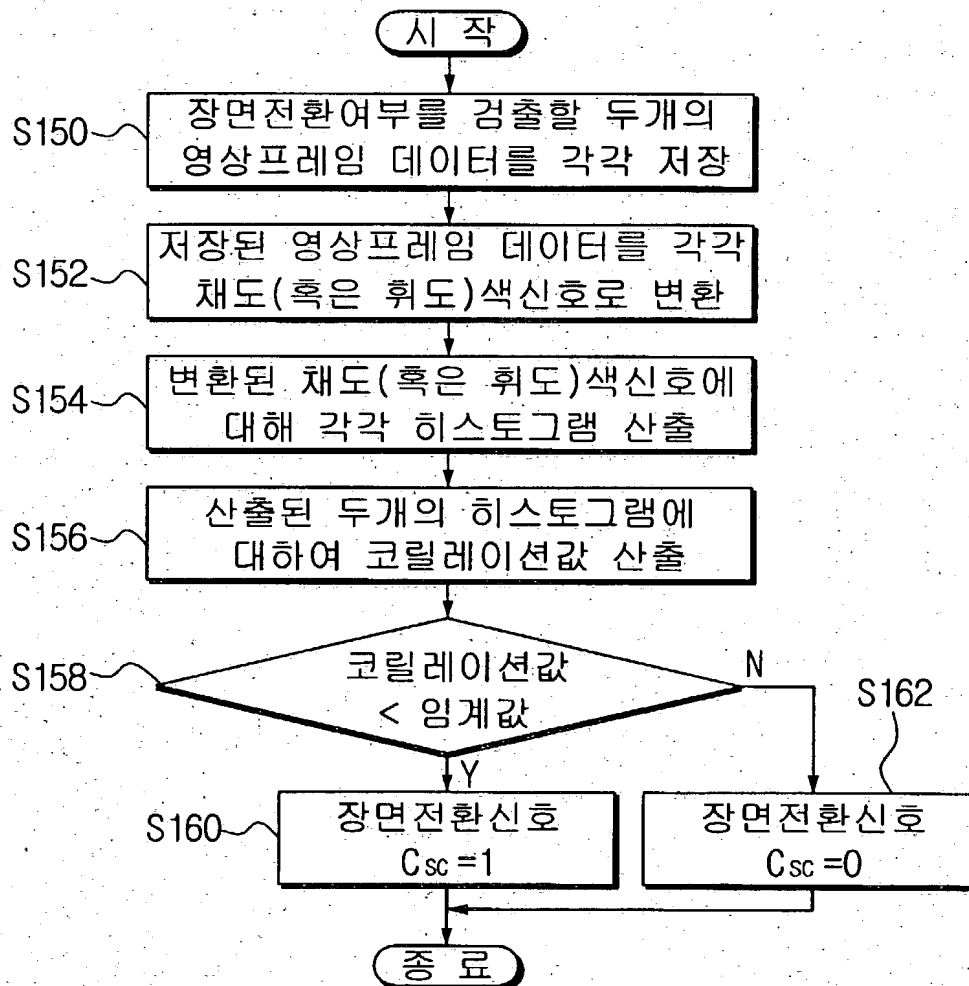 시 작
S150
장면전환여부를 검출할 두개의
영상프레임 데이터를 각각 저장
S152
저장된 영상프레임 데이터를 각각
채도(혹은 휘도)색신호로 변환
S154
변환된 채도(혹은 휘도)색신호에
대해 각각 히스토그램 산출
S156
산출된 두개의 히스토그램에
대하여 코릴레이션값 산출
S158
코릴레이션값
< 임계값
N
Y
S162
S160
장면전환신호
Csc=1
장면전환신호
Csc=0
종 료